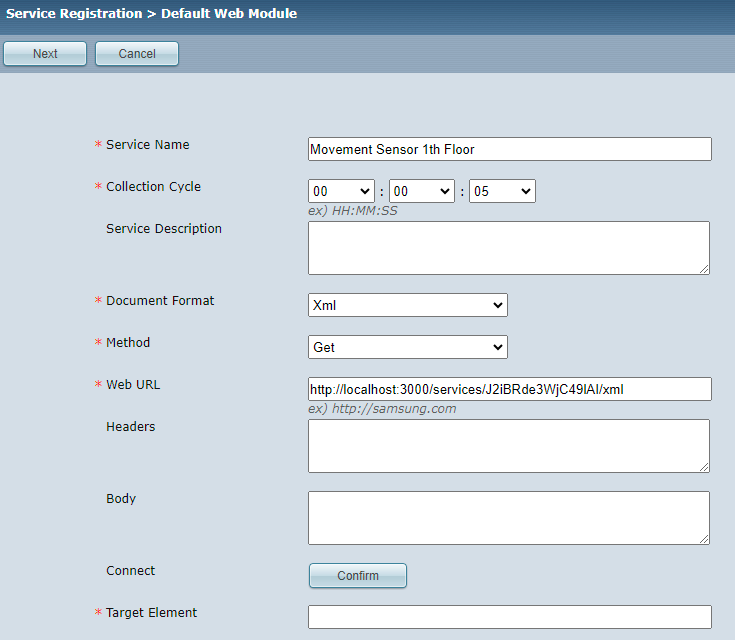 Service Registration > Default Web Module
Next Cancel
* Service Name Movement Sensor 1th Floor
* Collection Cycle 00 : 00 : 05
ex) HH:MM:SS
Service Description
* Document Format Xml
* Method Get
* Web URL http://localhost:3000/services/J2iBRde3WjC49lAl/xml
ex) http://samsung.com
Headers
Body
Connect Confirm
* Target Element